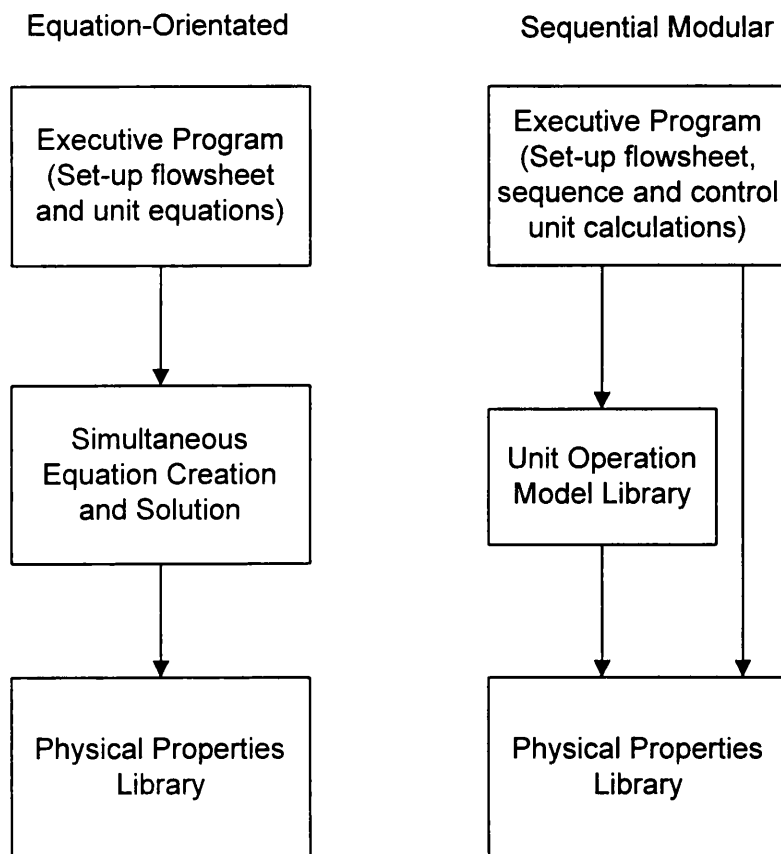 Equation-Orientated
Executive Program
(Set-up flowsheet
and unit equations)
Simultaneous
Equation Creation
and Solution
Physical Properties
Library
Sequential Modular
Executive Program
(Set-up flowsheet,
sequence and control
unit calculations)
Unit Operation
Model Library
Physical Properties
Library